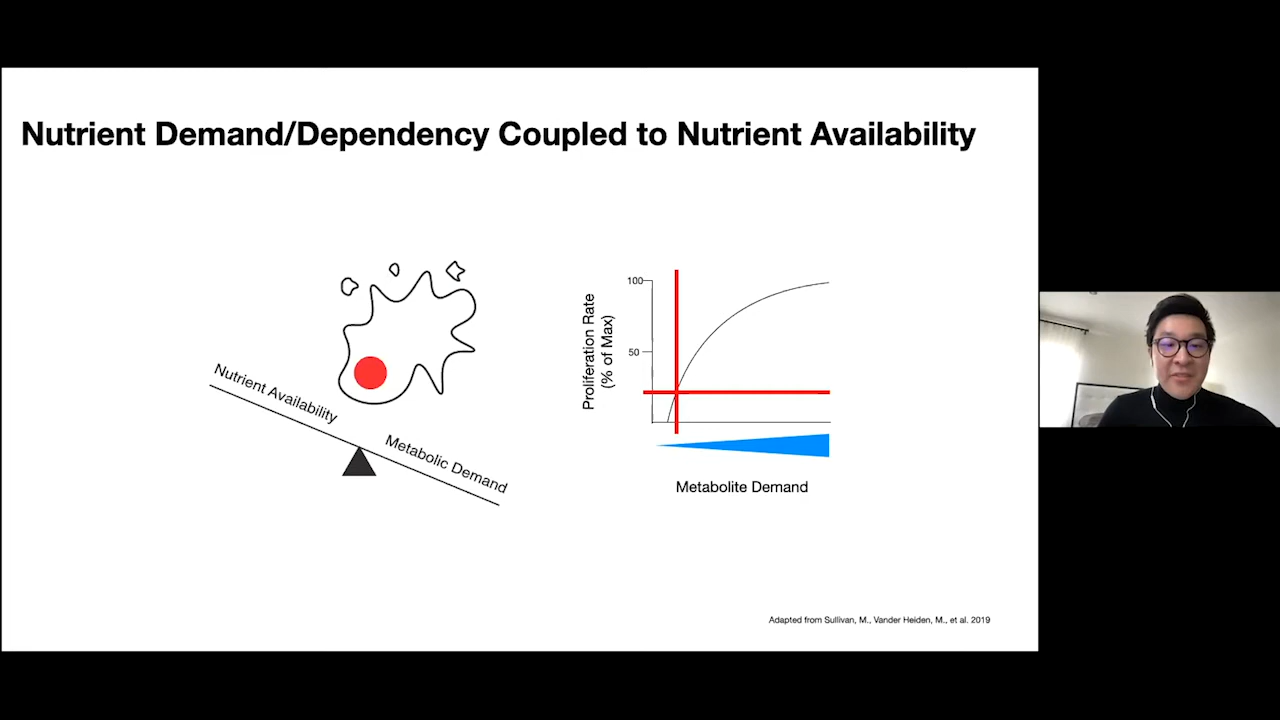 Nutrient Demand/Dependency Coupled to Nutrient Availability
Nutrient Availability
Metabolic Demand
Proliferation Rate
(% of Max)
100
50
Metabolite Demand
Adapted from Sullivan, M., Vander Heiden, M., et al. 2019